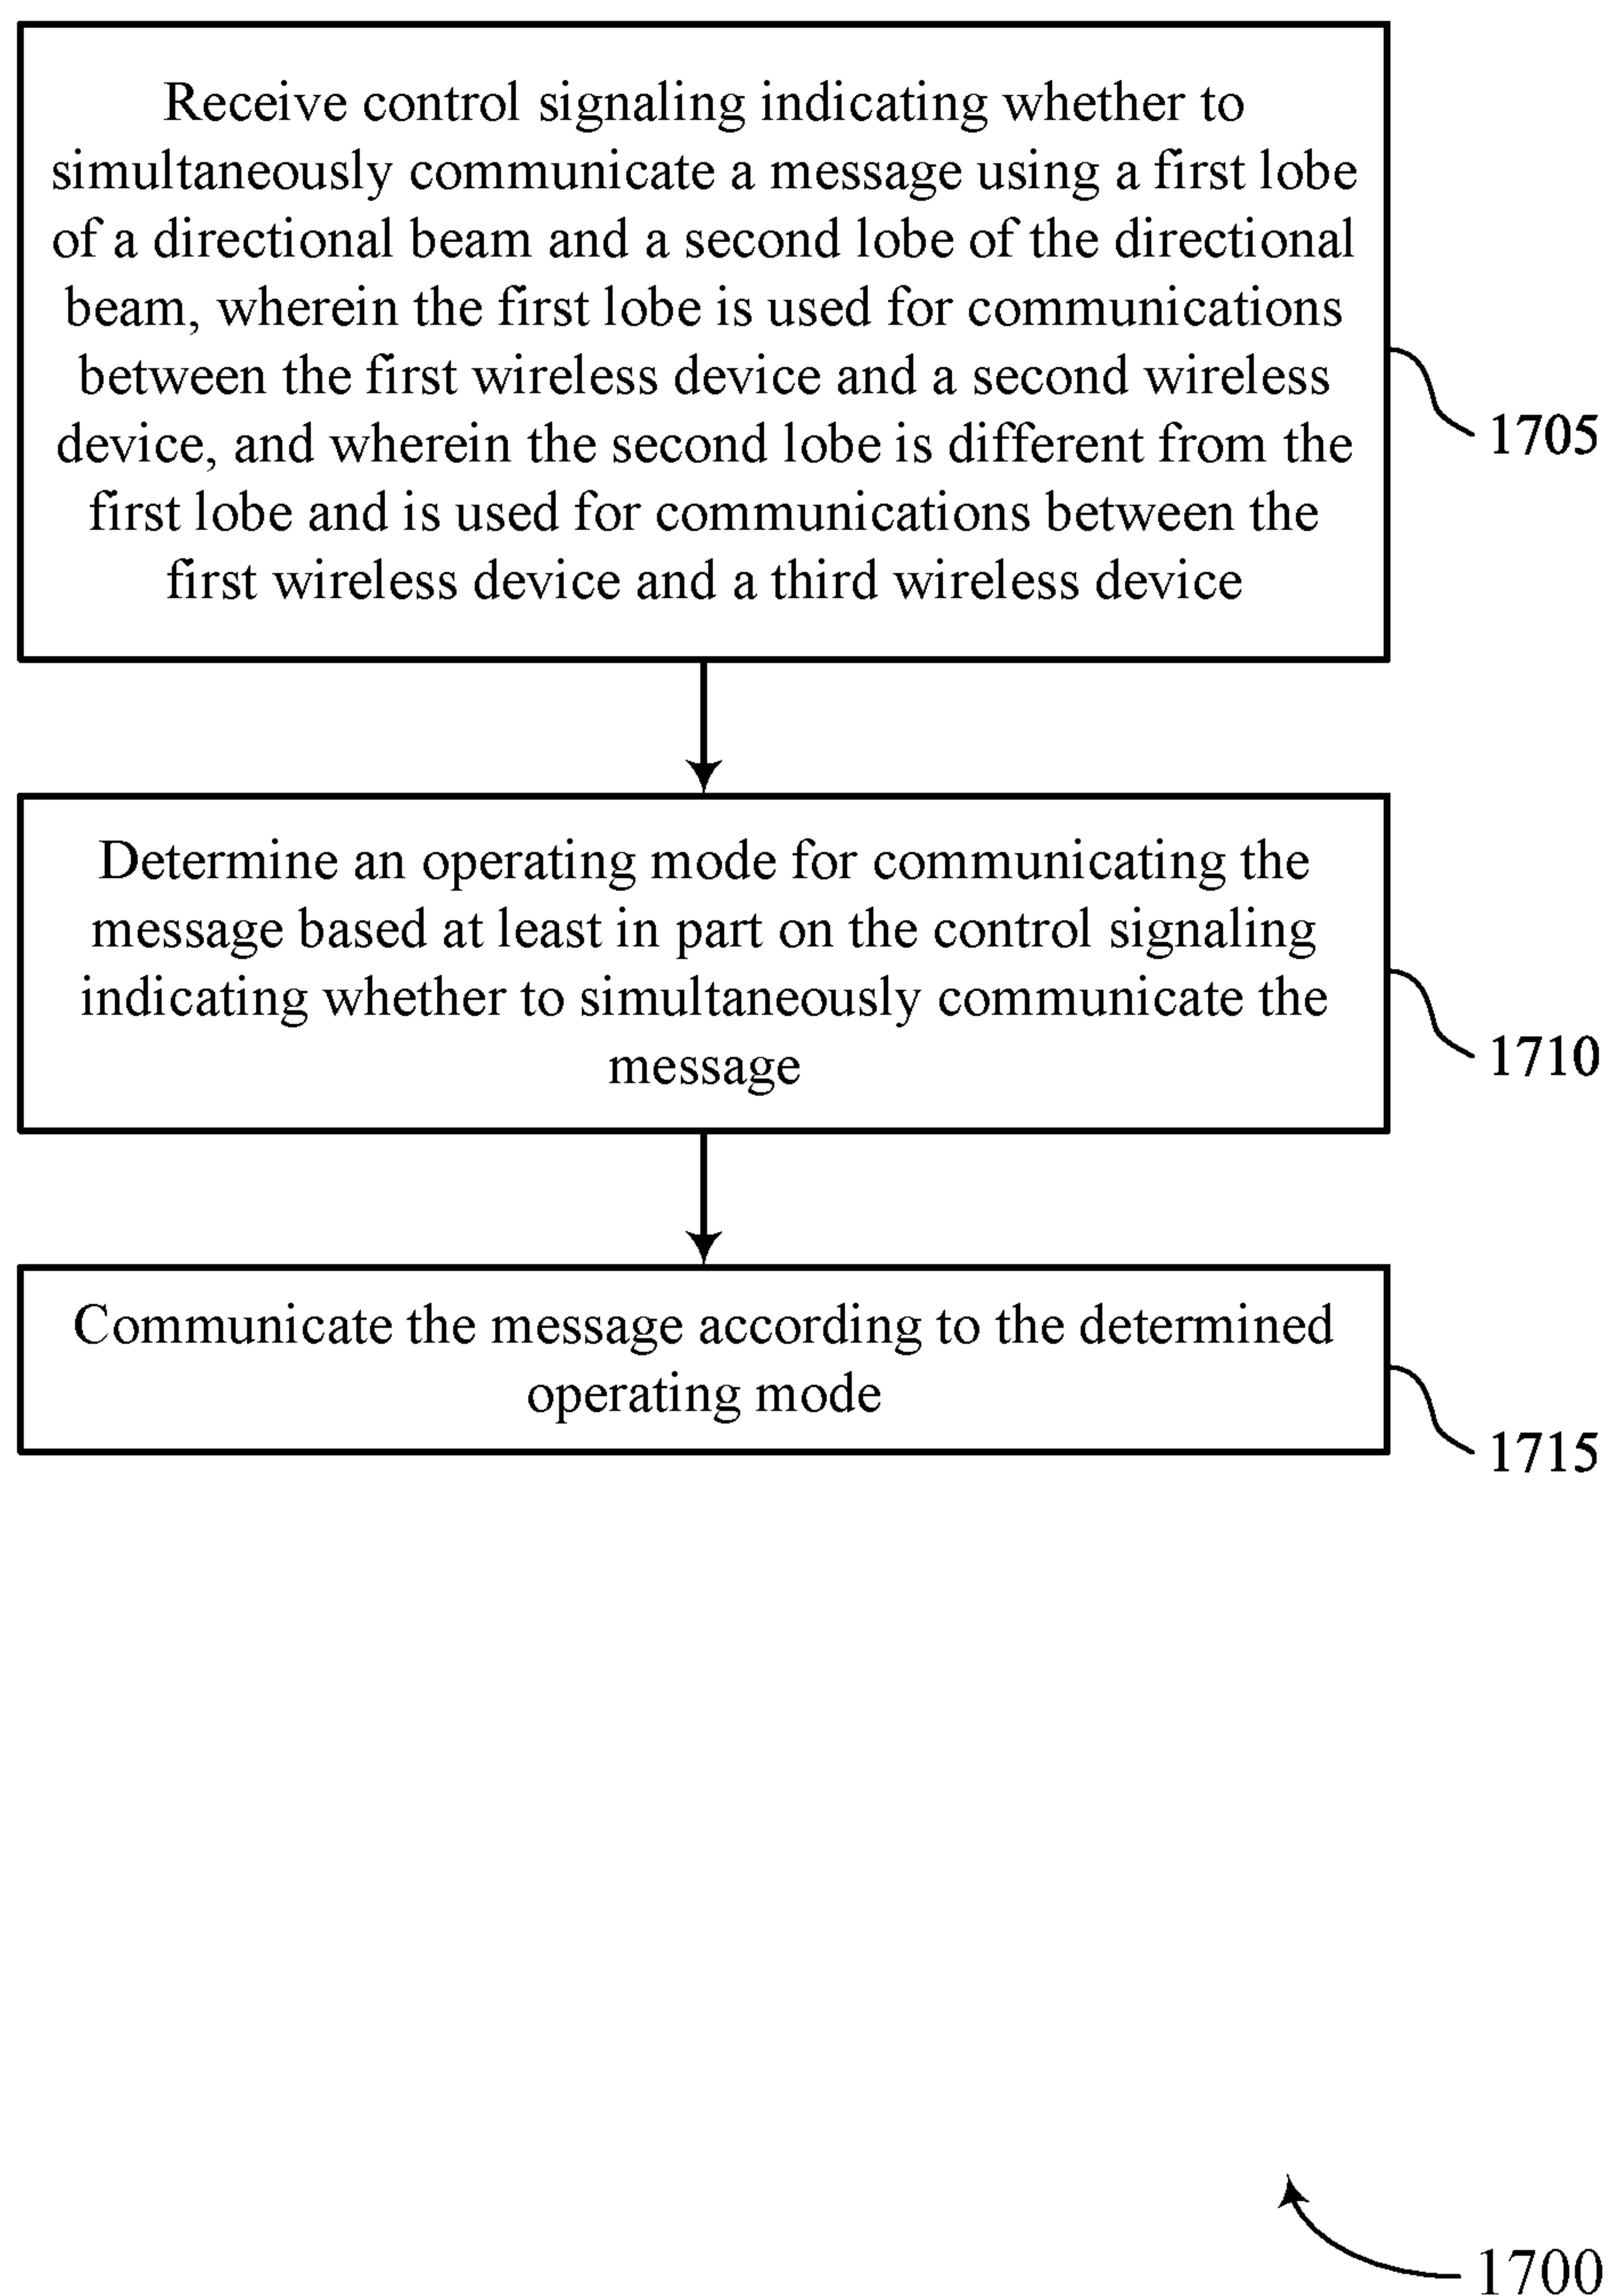 Receive control signaling indicating whether to
simultaneously communicate a message using a first lobe
of a directional beam and a second lobe of the directional
beam, wherein the first lobe is used for communications
between the first wireless device and a second wireless
device, and wherein the second lobe is different from the
first lobe and is used for communications between the
first wireless device and a third wireless device
1705
Determine an operating mode for communicating the
message based at least in part on the control signaling
indicating whether to simultaneously communicate the
message
1710
Communicate the message according to the determined
operating mode
1715
1700